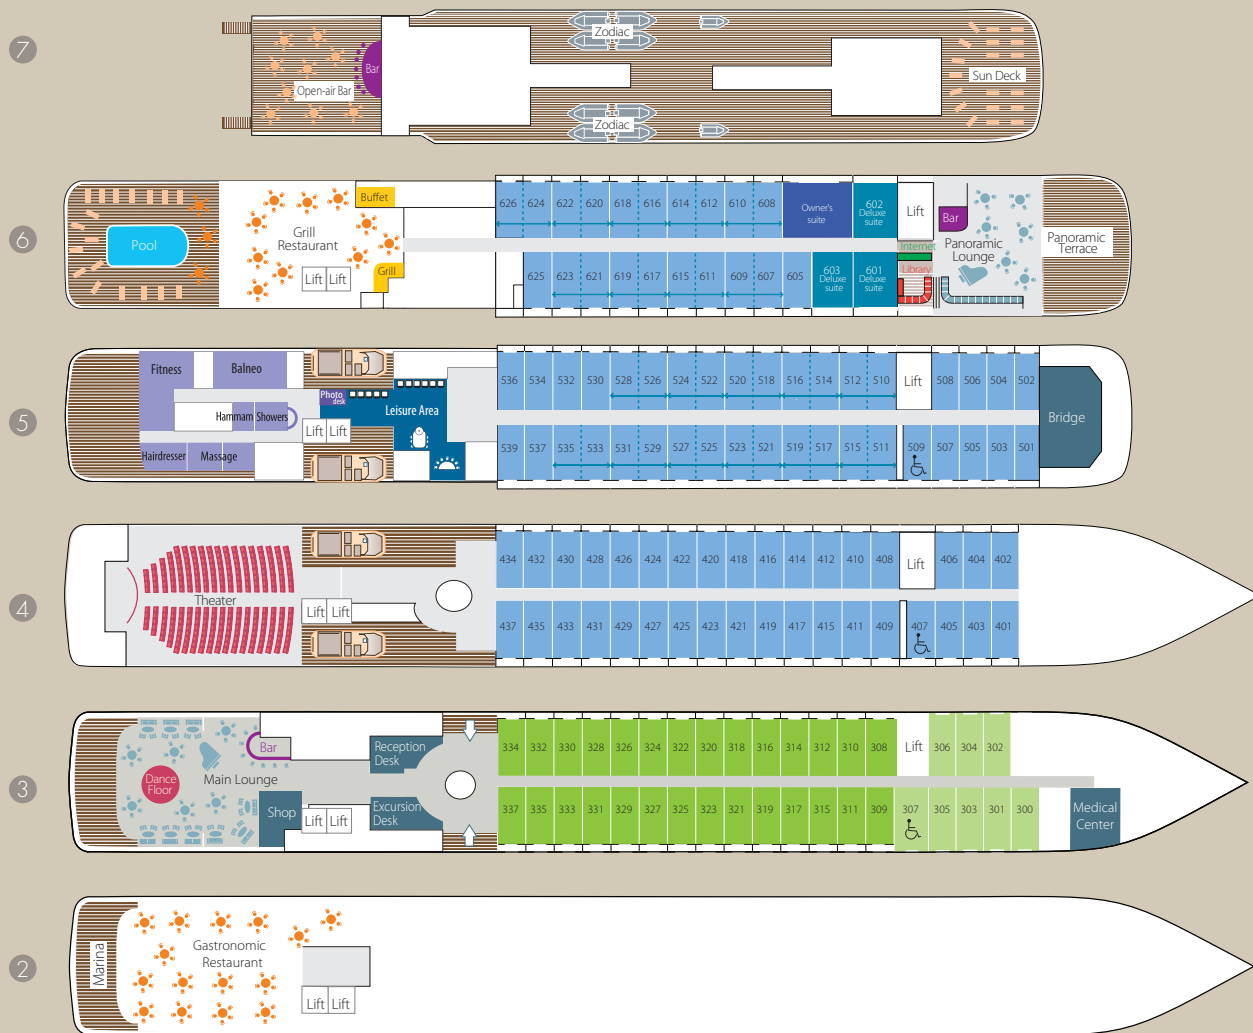 7
Zodiac
Bar
Open-air Bar
Sun Deck
Zodiac
6
626 624 622 620 618 616 614 612 610 608
Owner's
suite
602
Deluxe
suite
Lift
Buffet
Bar
Pool
Grill
Restaurant
Internet
Panoramic
Lounge
Panoramic
Terrace
Library
Lift Lift
Grill
625 623 621 619 617 615 611 609 607 605
603
Deluxe
suite
601
Deluxe
suite
5
Fitness
Balneo
536 534 532 530 528 526 524 522 520 518 516 514 512 510
Lift
508 506 504 502
Photo
desk
Leisure Area
Hammam
Showers
Lift Lift
Bridge
Hairdresser
Massage
539 537 535 533 531 529 527 525 523 521 519 517 515 511 509 507 505 503 501
4
434 432 430 428 426 424 422 420 418 416 414 412 410 408
Lift
406 404 402
Theater
Lift Lift
437 435 433 431 429 427 423 421 419 417 415 411 409 407 405 403 401
3
Bar
Reception
Desk
334 332 330 328 326 324 322 320 318 316 314 312 310 308
Lift
306 304 302
Dance
Floor
Main Lounge
Shop
Lift Lift
Excursion
Desk
337 335 333 331 329 327 325 323 321 319 317 315 311 309 307 305 303 301 300
Medical
Center
2
Marina
Gastronomic
Restaurant
Lift Lift